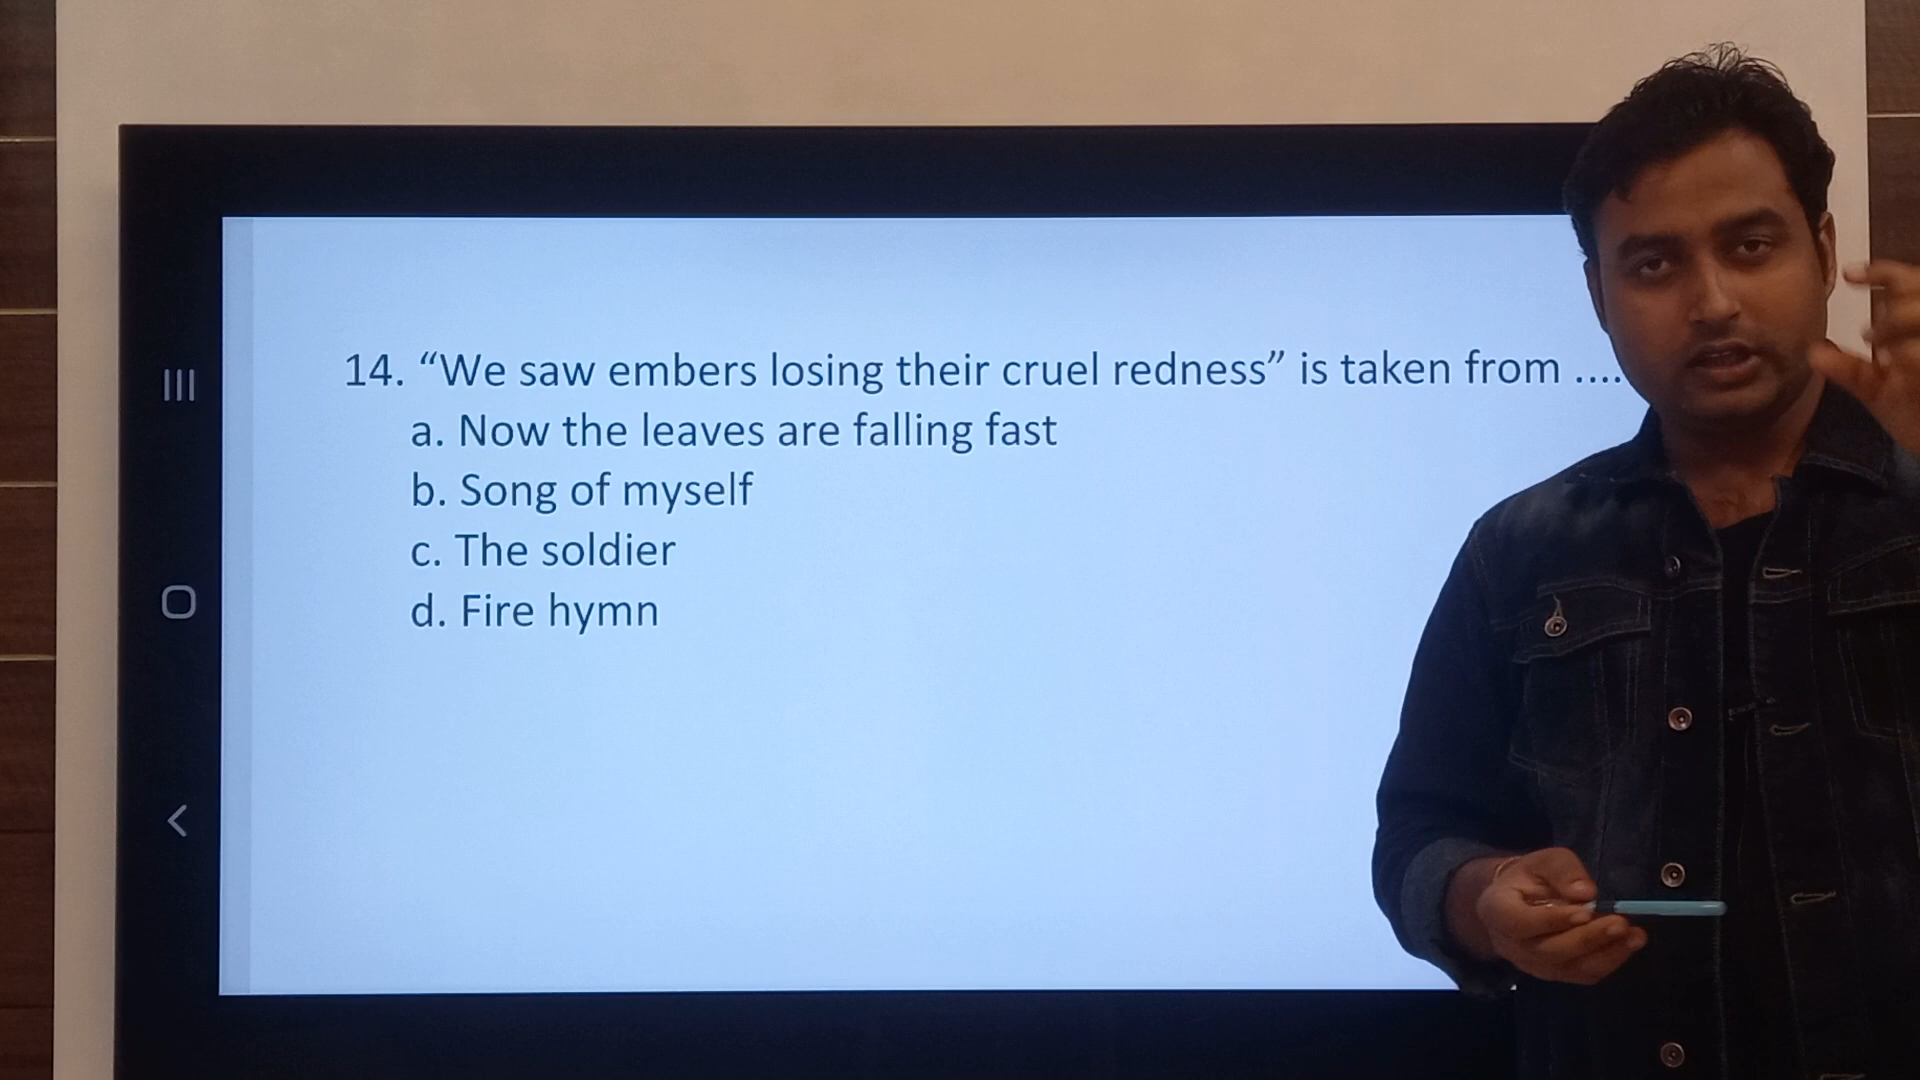 14. “We saw embers losing their cruel redness” is taken from ....
a. Now the leaves are falling fast
b. Song of myself
c. The soldier
d. Fire hymn